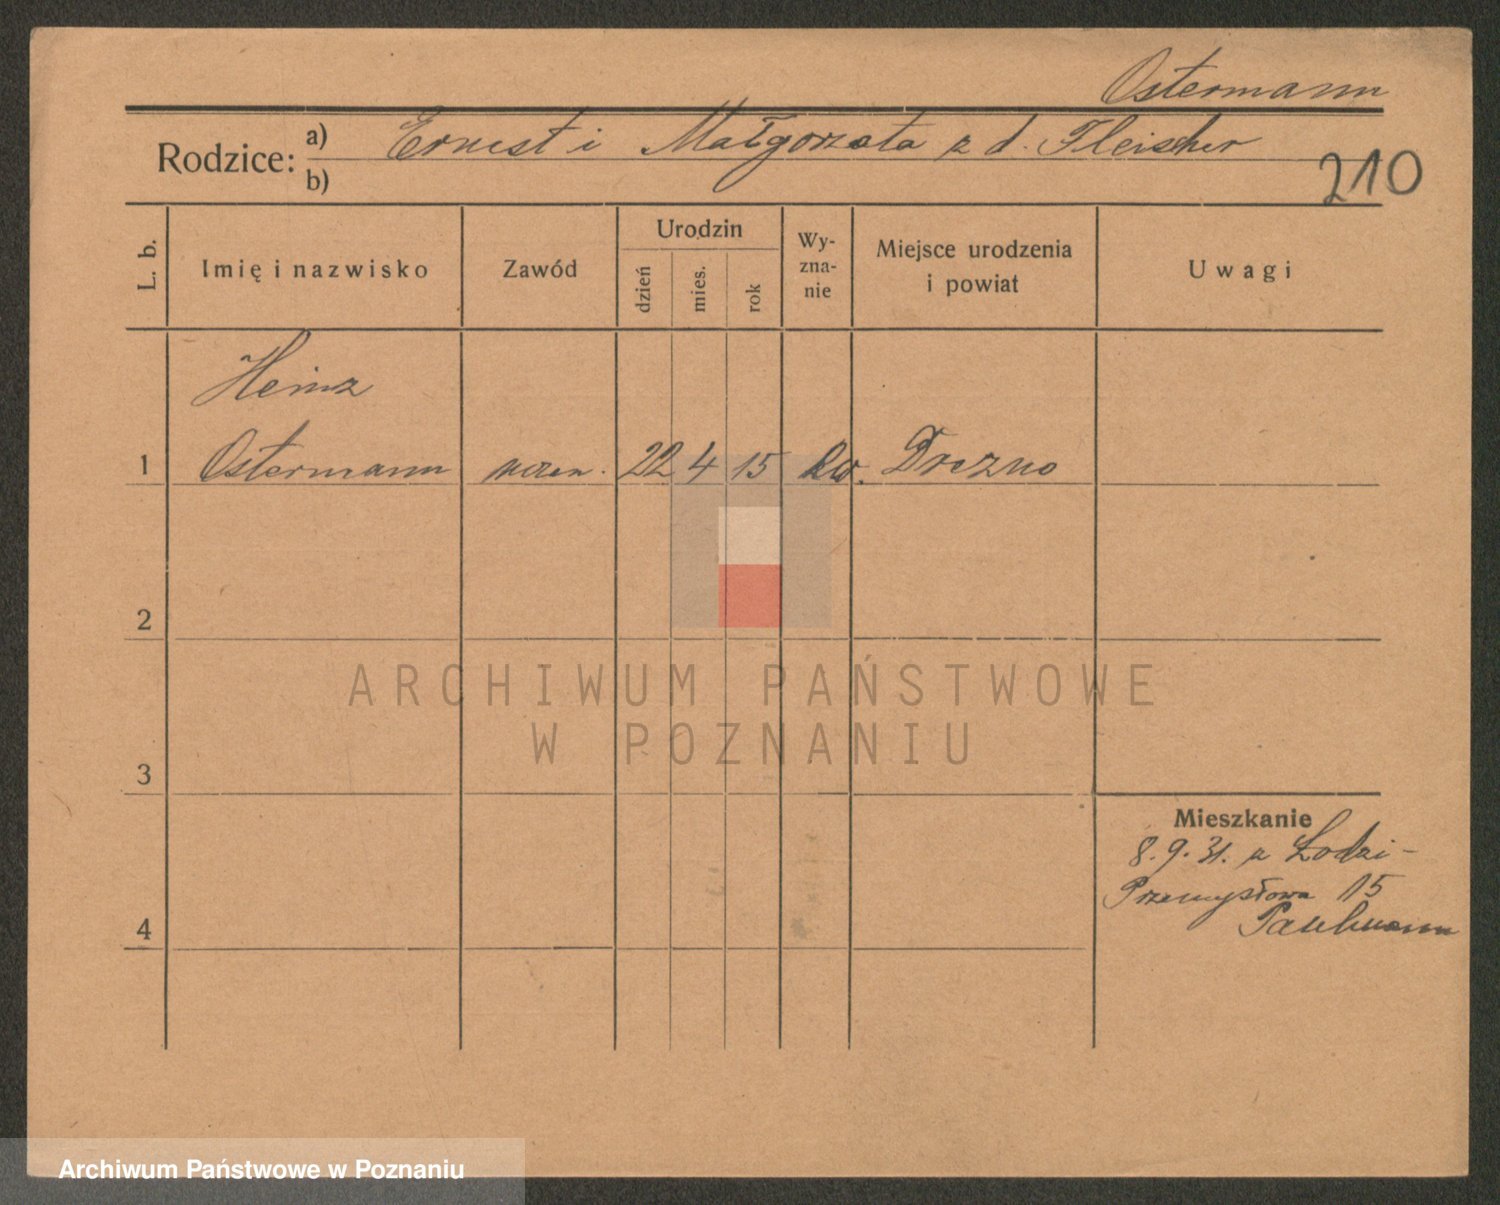 Ostermann
Rodzice: a) Ernest i Małgorzata z d. Fleischer
b)
210
L. b.
Imię i nazwisko
Zawód
Urodzin
dzień
mies.
rok
Wy-
zna-
nie
Miejsce urodzenia
i powiat
Uwagi
Heinz
1 Ostermann uczen. 22 4 15 Ew. Drezno
2
3
4
Mieszkanie
8.9.31. z Łodzi -
Przemysłowa 15
ARCHIWUM PAŃSTWOWE
W POZNANIU
Archiwum Państwowe w Poznaniu